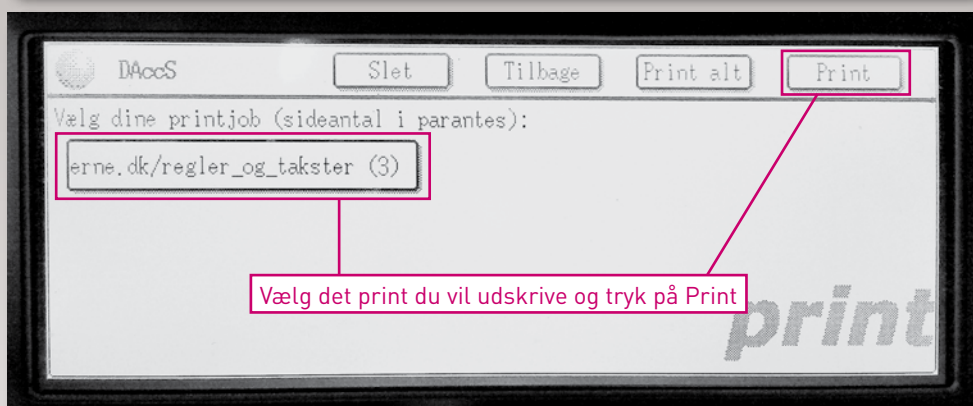 DAccS Slet Tilbage Print alt Print
Vælg dine printjob (sideantal i parantes):
erne.dk/regler_og_takster (3)
Vælg det print du vil udskrive og tryk på Print
print